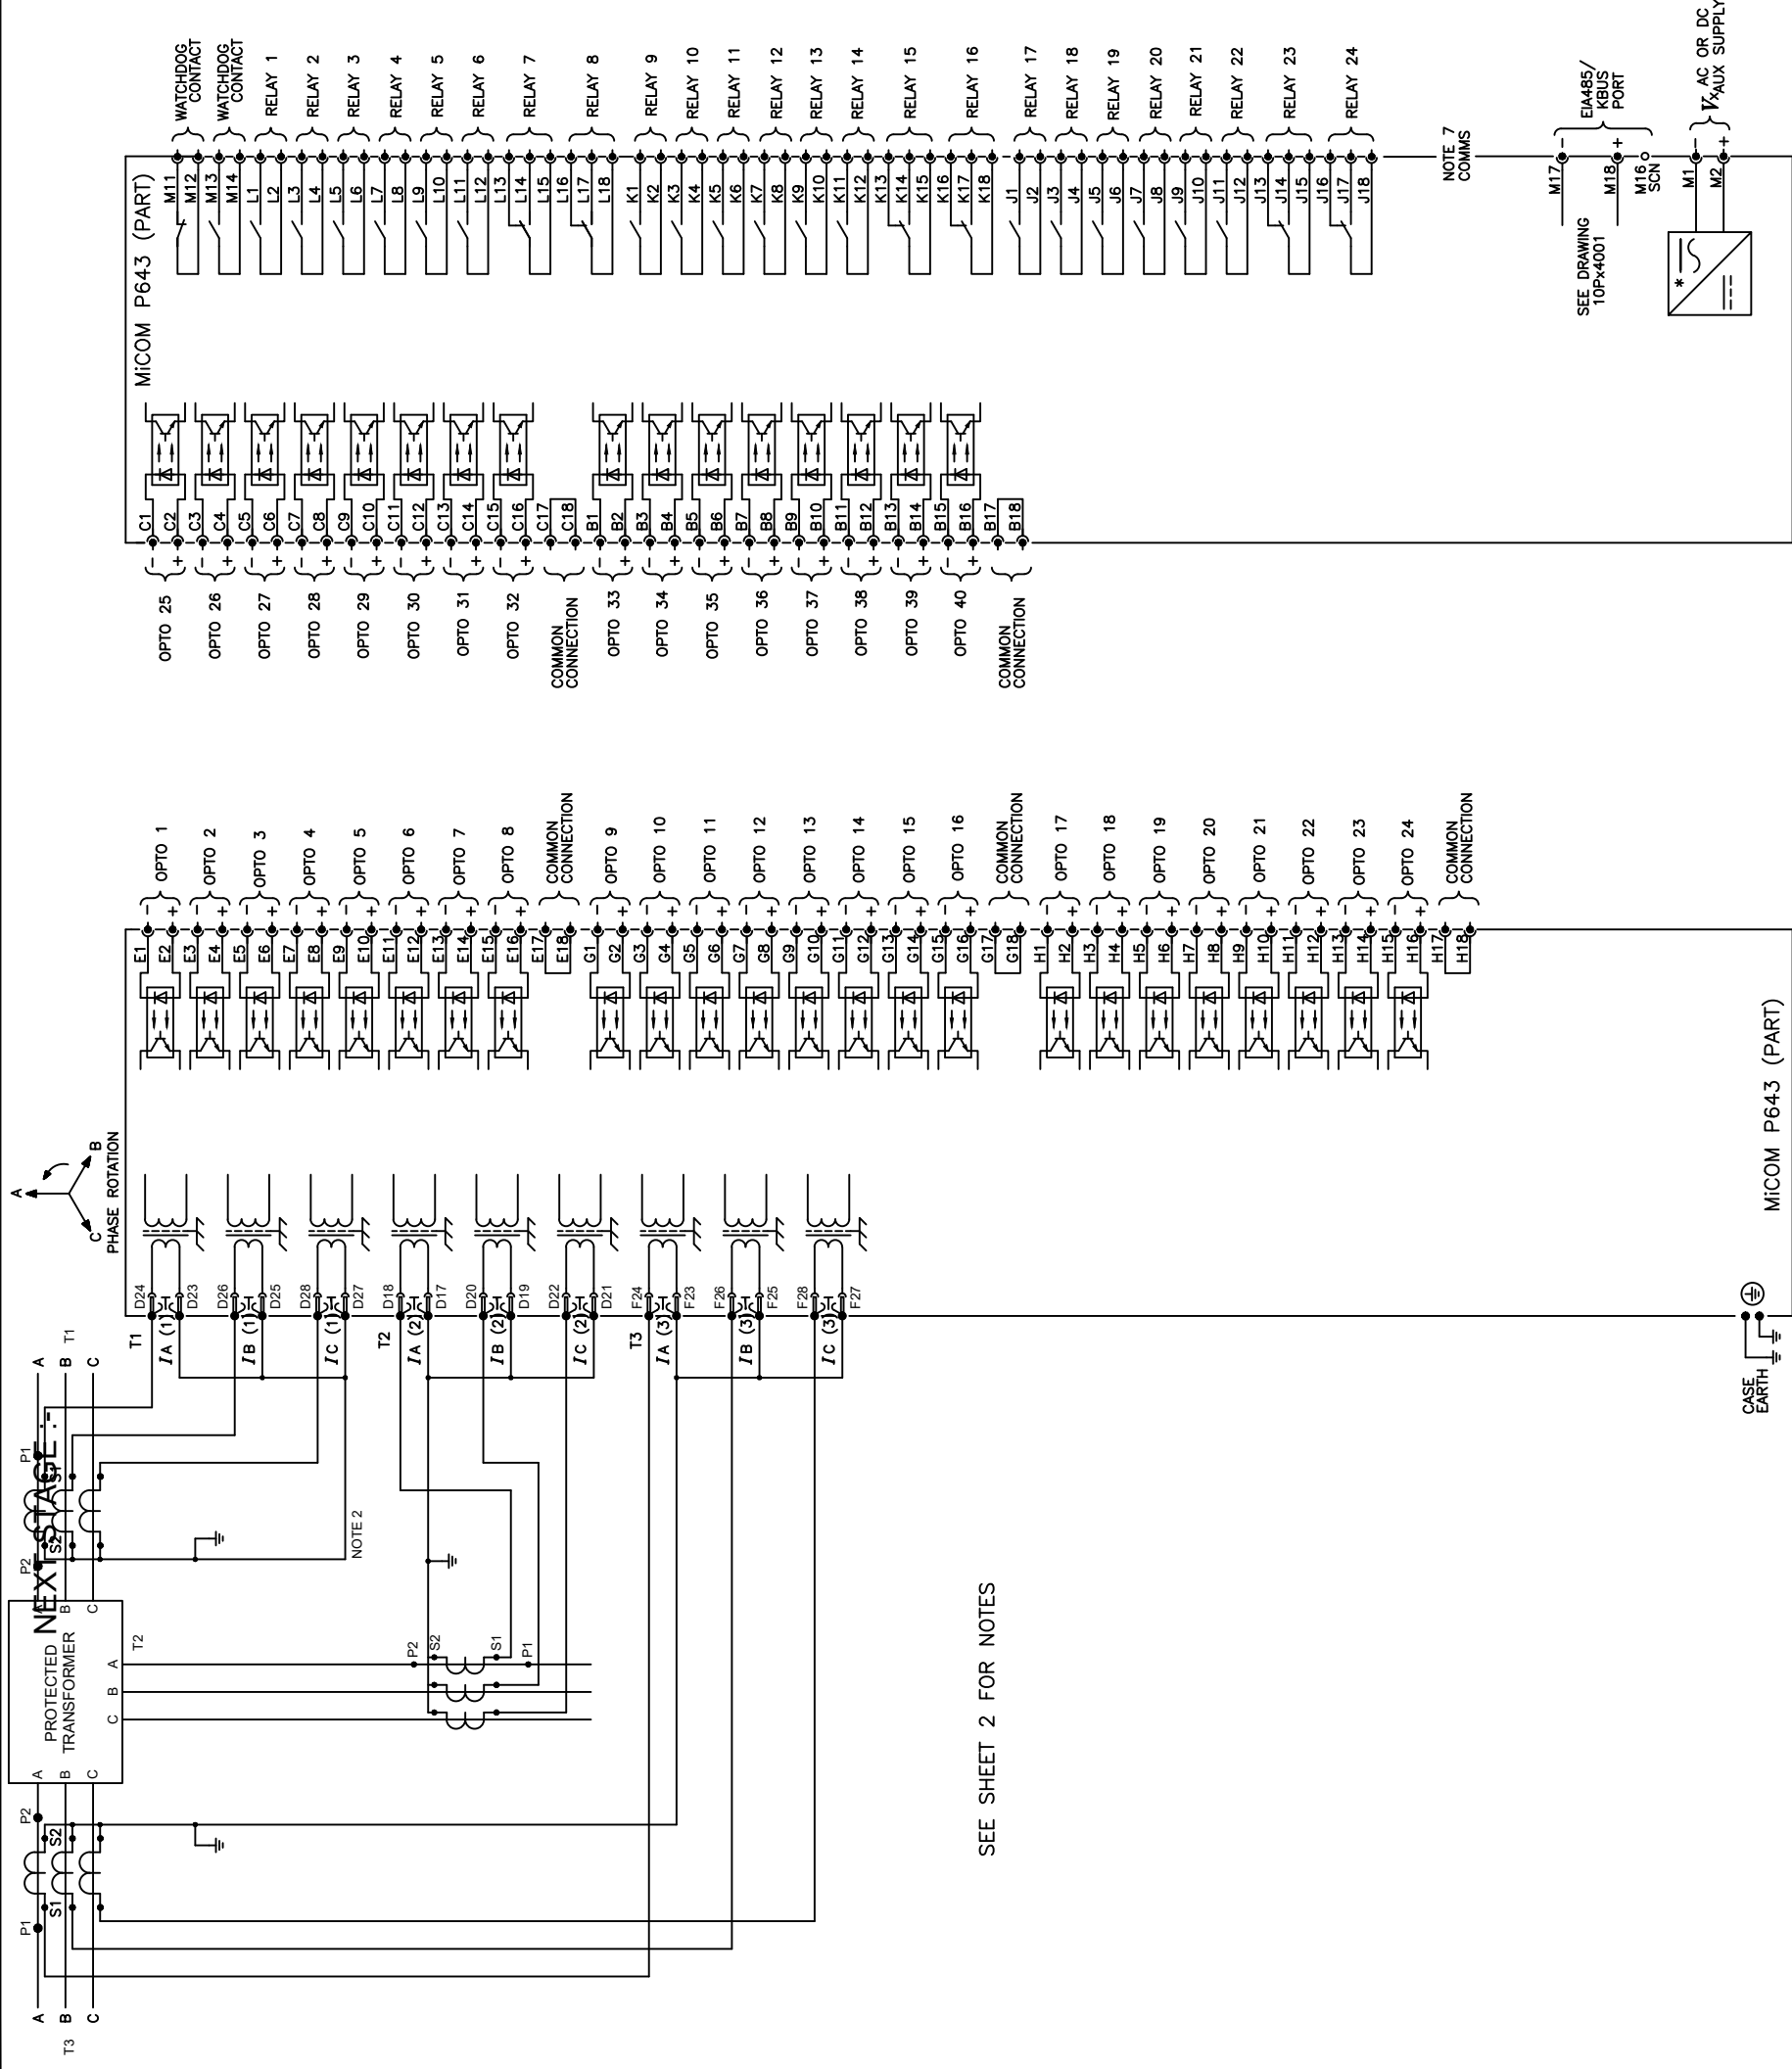 A
B
C
T3
P1
S1
S2
P2
A
B
C
PROTECTED
TRANSFORMER
A
B
C
C
B
A
T2
P2
S2
S1
P1
NEXT STAGE:-
P2
S2
S1
P1
A
B
C
T1
NOTE 2
A
B
C
PHASE ROTATION
T1
D24
IA (1)
D23
D26
IB (1)
D25
D28
IC (1)
D27
T2
D18
IA (2)
D17
D20
IB (2)
D19
D22
IC (2)
D21
T3
F24
IA (3)
F23
F26
IB (3)
F25
F28
IC (3)
F27
CASE
EARTH
MiCOM P643 (PART)
SEE SHEET 2 FOR NOTES
E1 -
E2 +
OPTO 1
E3 -
E4 +
OPTO 2
E5 -
E6 +
OPTO 3
E7 -
E8 +
OPTO 4
E9 -
E10 +
OPTO 5
E11 -
E12 +
OPTO 6
E13 -
E14 +
OPTO 7
E15 -
E16 +
OPTO 8
E17
E18
COMMON
CONNECTION
G1 -
G2 +
OPTO 9
G3 -
G4 +
OPTO 10
G5 -
G6 +
OPTO 11
G7 -
G8 +
OPTO 12
G9 -
G10 +
OPTO 13
G11 -
G12 +
OPTO 14
G13 -
G14 +
OPTO 15
G15 -
G16 +
OPTO 16
G17
G18
COMMON
CONNECTION
H1 -
H2 +
OPTO 17
H3 -
H4 +
OPTO 18
H5 -
H6 +
OPTO 19
H7 -
H8 +
OPTO 20
H9 -
H10 +
OPTO 21
H11 -
H12 +
OPTO 22
H13 -
H14 +
OPTO 23
H15 -
H16 +
OPTO 24
H17
H18
COMMON
CONNECTION
MiCOM P643 (PART)
OPTO 25
- C1
+ C2
OPTO 26
- C3
+ C4
OPTO 27
- C5
+ C6
OPTO 28
- C7
+ C8
OPTO 29
- C9
+ C10
OPTO 30
- C11
+ C12
OPTO 31
- C13
+ C14
OPTO 32
- C15
+ C16
COMMON
CONNECTION
C17
C18
OPTO 33
- B1
+ B2
OPTO 34
- B3
+ B4
OPTO 35
- B5
+ B6
OPTO 36
- B7
+ B8
OPTO 37
- B9
+ B10
OPTO 38
- B11
+ B12
OPTO 39
- B13
+ B14
OPTO 40
- B15
+ B16
COMMON
CONNECTION
B17
B18
M11
M12
WATCHDOG
CONTACT
M13
M14
WATCHDOG
CONTACT
L1
L2
RELAY 1
L3
L4
RELAY 2
L5
L6
RELAY 3
L7
L8
RELAY 4
L9
L10
RELAY 5
L11
L12
RELAY 6
L13
L14
L15
RELAY 7
L16
L17
L18
RELAY 8
K1
K2
RELAY 9
K3
K4
RELAY 10
K5
K6
RELAY 11
K7
K8
RELAY 12
K9
K10
RELAY 13
K11
K12
RELAY 14
K13
K14
K15
RELAY 15
K16
K17
K18
RELAY 16
J1
J2
RELAY 17
J3
J4
RELAY 18
J5
J6
RELAY 19
J7
J8
RELAY 20
J9
J10
RELAY 21
J11
J12
RELAY 22
J13
J14
J15
RELAY 23
J16
J17
J18
RELAY 24
NOTE 7
COMMS
SEE DRAWING
10Px4001
M17 -
M18 +
M16
SCN
EIA485/
KBUS
PORT
*
M1 -
M2 +
Vx AC OR DC
AUX SUPPLY